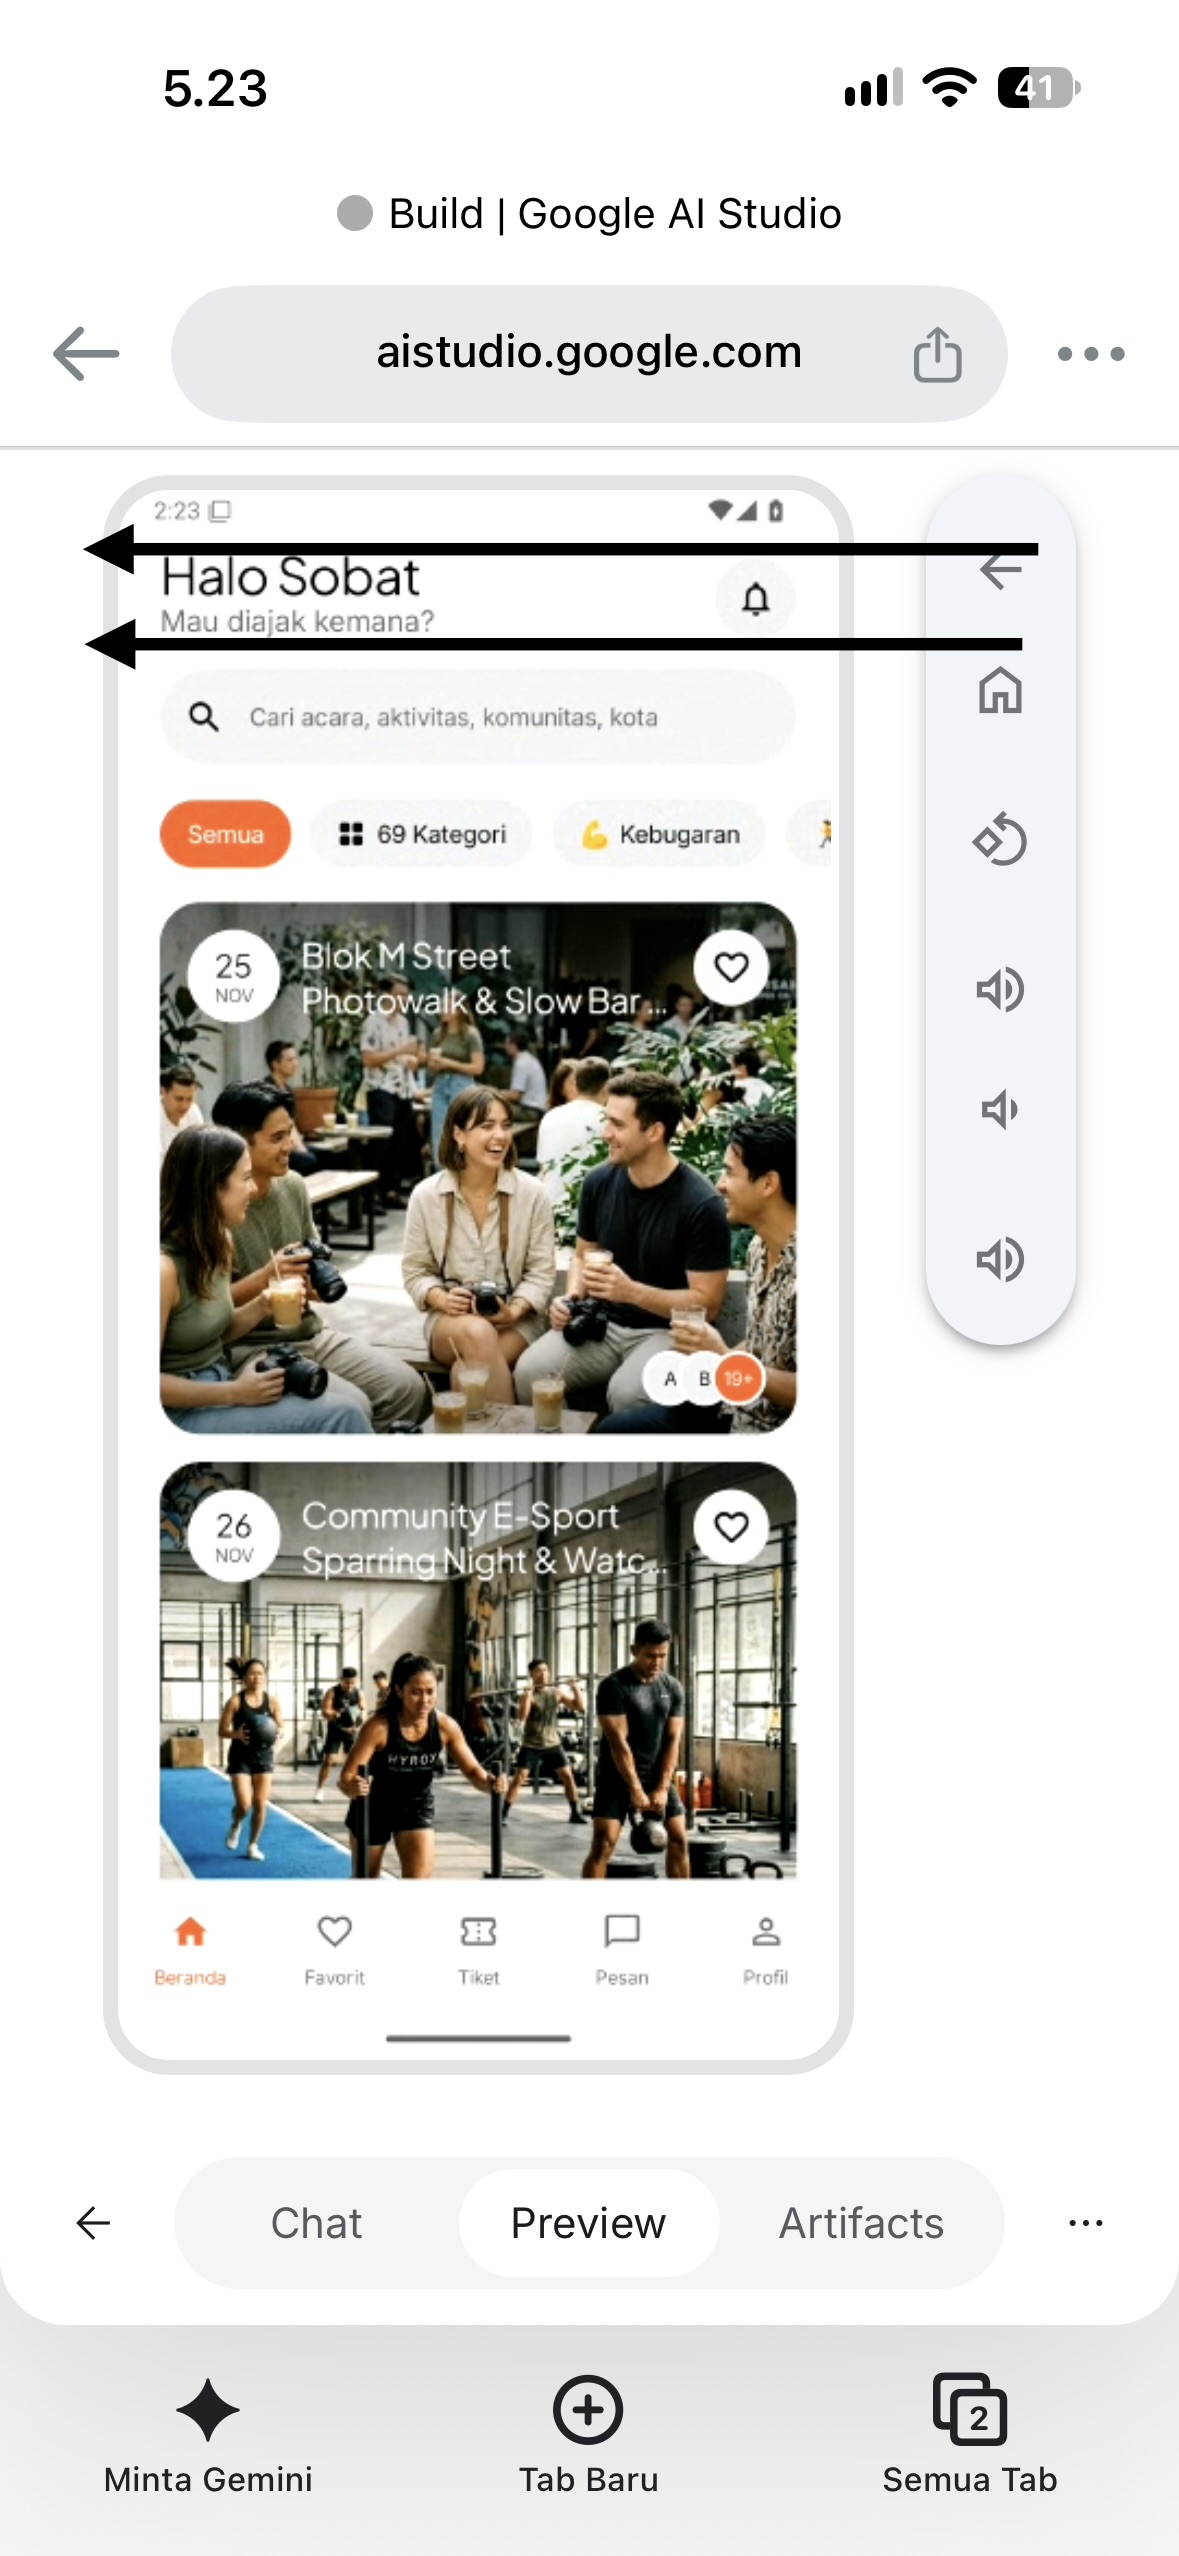 5.23
41
Build | Google AI Studio
aistudio.google.com
2:23
Halo Sobat
Mau diajak kemana?
Cari acara, aktivitas, komunitas, kota
Semua
69 Kategori
💪 Kebugaran
25
NOV
Blok M Street
Photowalk & Slow Bar ...
A
B
19+
26
NOV
Community E-Sport
Sparring Night & Watc...
HYROX
Beranda
Favorit
Tiket
Pesan
Profil
Chat
Preview
Artifacts
Minta Gemini
Tab Baru
2
Semua Tab